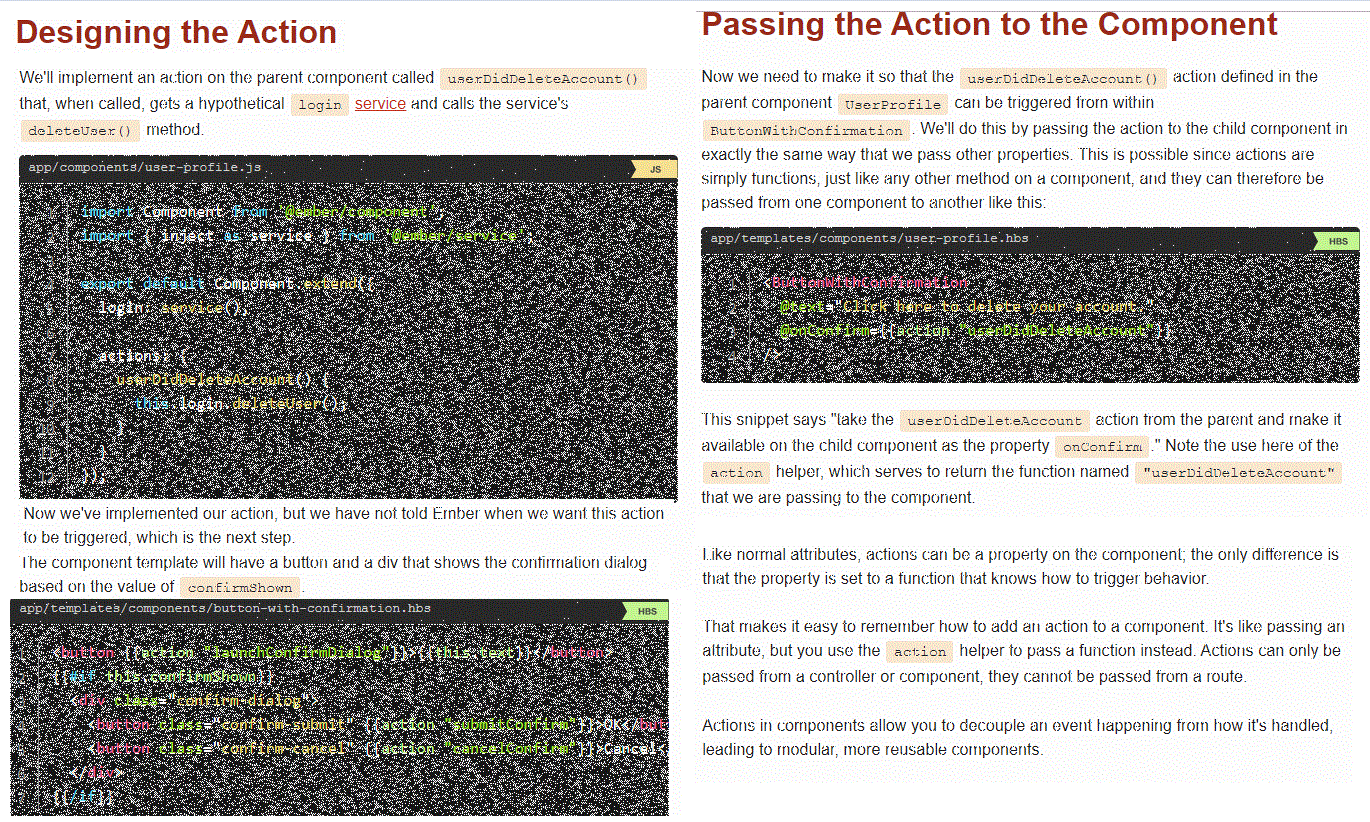 Designing the Action
We'll implement an action on the parent component called userDidDeleteAccount()
that, when called, gets a hypothetical login service and calls the service's
deleteUser() method.
app/components/user-profile.js
JS
import Component from '@ember/component';
import { inject as service } from '@ember/service';
export default Component.extend({
login: service(),
actions: {
userDidDeleteAccount() {
this.login.deleteUser();
}
}
});
Now we've implemented our action, but we have not told Ember when we want this action
to be triggered, which is the next step.
The component template will have a button and a div that shows the confirmation dialog
based on the value of confirmShown .
app/templates/components/button-with-confirmation.hbs
HBS
<button {{action "launchConfirmDialog"}}>{{this.text}}</button>
{{#if this.confirmShown}}
<div class="confirm-dialog">
<button class="confirm-submit" {{action "submitConfirm"}}>OK</but
<button class="confirm-cancel" {{action "cancelConfirm"}}>Cancel<
</div>
{{/if}}
Passing the Action to the Component
Now we need to make it so that the userDidDeleteAccount() action defined in the
parent component UserProfile can be triggered from within
ButtonWithConfirmation . We'll do this by passing the action to the child component in
exactly the same way that we pass other properties. This is possible since actions are
simply functions, just like any other method on a component, and they can therefore be
passed from one component to another like this:
app/templates/components/user-profile.hbs
HBS
<ButtonWithConfirmation
@text="Click here to delete your account."
@onConfirm={{action "userDidDeleteAccount"}}
/>
This snippet says "take the userDidDeleteAccount action from the parent and make it
available on the child component as the property onConfirm ." Note the use here of the
action helper, which serves to return the function named "userDidDeleteAccount"
that we are passing to the component.
Like normal attributes, actions can be a property on the component; the only difference is
that the property is set to a function that knows how to trigger behavior.
That makes it easy to remember how to add an action to a component. It's like passing an
attribute, but you use the action helper to pass a function instead. Actions can only be
passed from a controller or component, they cannot be passed from a route.
Actions in components allow you to decouple an event happening from how it's handled,
leading to modular, more reusable components.